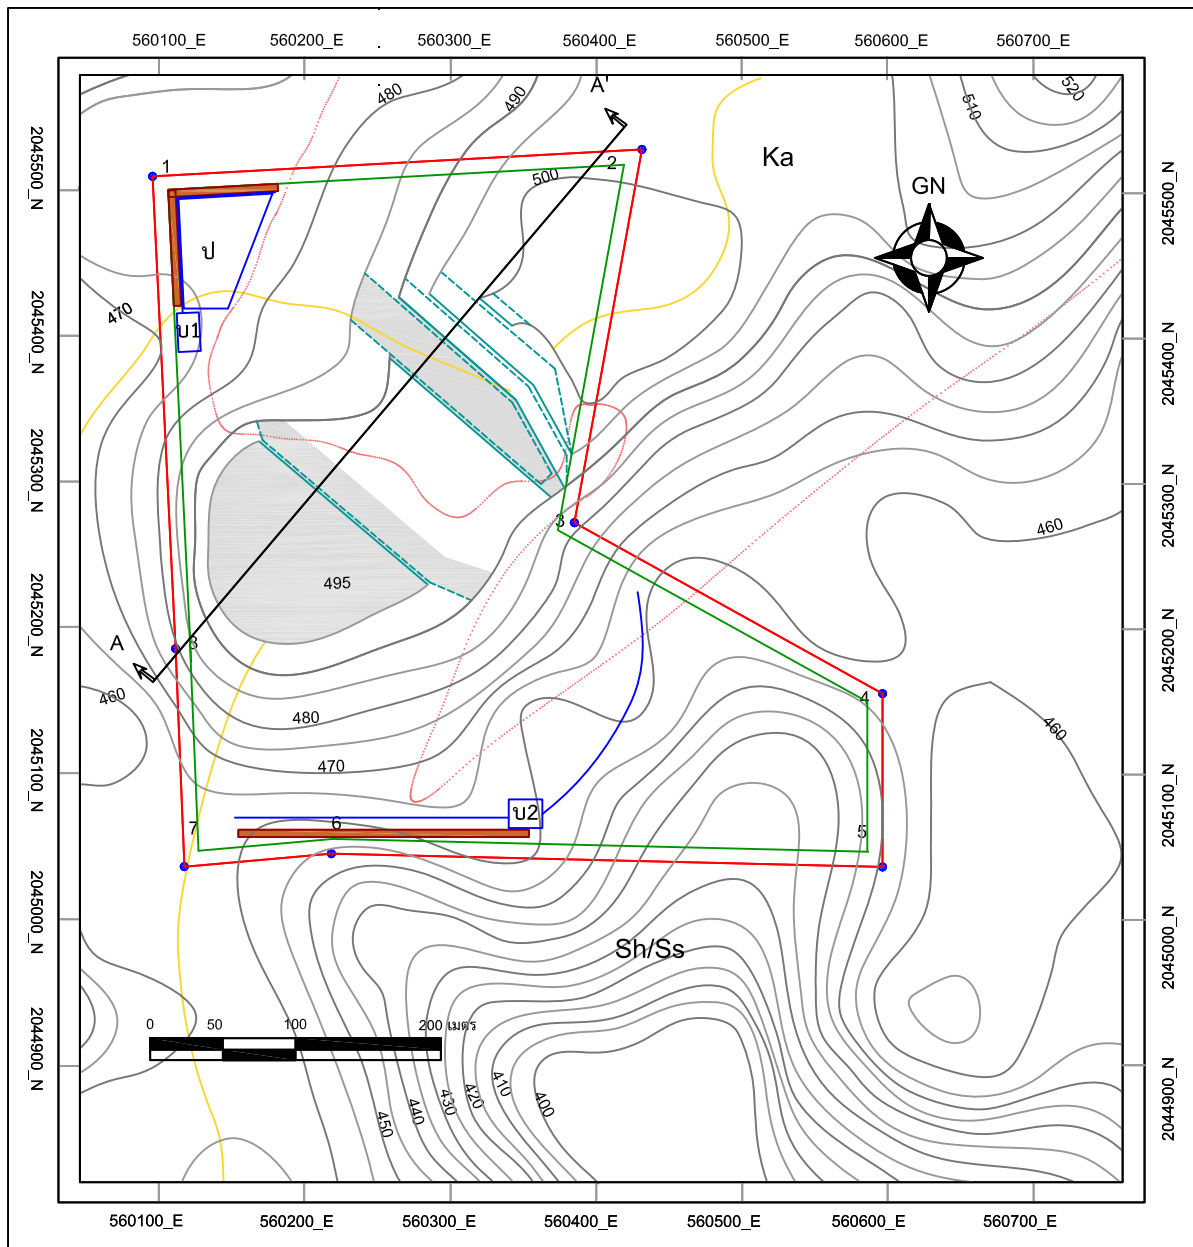 560100_E 560200_E 560300_E 560400_E 560500_E 560600_E 560700_E
480
490
A'
510
520
1
2
500
Ka
GN
2045500_N
2045500_N
ป
470
บ1
2045400_N
2045400_N
2045300_N
2045300_N
3
460
495
2045200_N
2045200_N
A
8
460
480
4
460
470
2045100_N
2045100_N
บ2
7
6
5
2045000_N
2045000_N
Sh/Ss
0 50 100 200 เมตร
2044900_N
2044900_N
450
440
430
420
410
400
560100_E 560200_E 560300_E 560400_E 560500_E 560600_E 560700_E